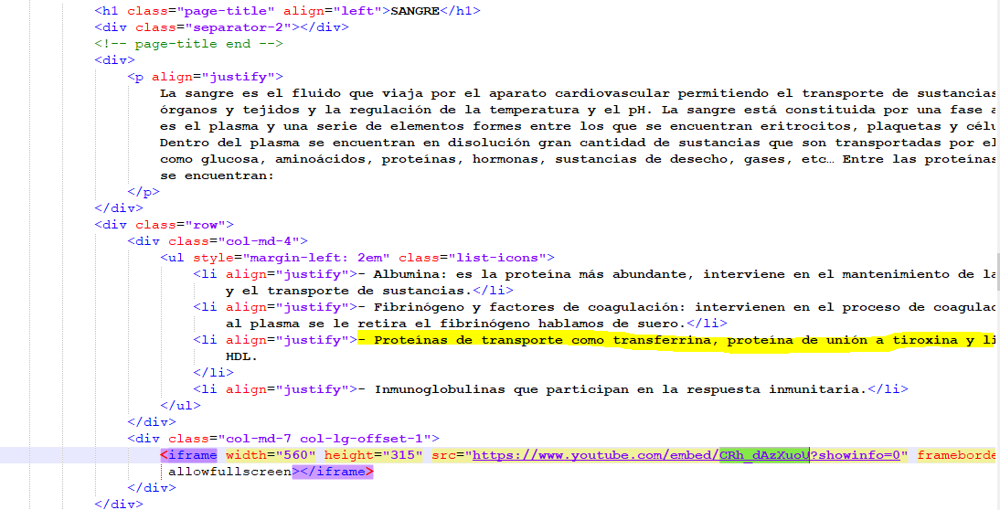 <h1 class="page-title" align="left">SANGRE</h1>
<div class="separator-2"></div>
<!-- page-title end -->
<div>
<p align="justify">
La sangre es el fluido que viaja por el aparato cardiovascular permitiendo el transporte de sustancias
órganos y tejidos y la regulación de la temperatura y el pH. La sangre está constituida por una fase
es el plasma y una serie de elementos formes entre los que se encuentran eritrocitos, plaquetas y
Dentro del plasma se encuentran en disolución gran cantidad de sustancias que son transportadas por el
como glucosa, aminoácidos, proteínas, hormonas, sustancias de desecho, gases, etc… Entre las proteínas
se encuentran:
</p>
</div>
<div class="row">
<div class="col-md-4">
<ul style="margin-left: 2em" class="list-icons">
<li align="justify">- Albumina: es la proteína más abundante, interviene en el mantenimiento de
y el transporte de sustancias.</li>
<li align="justify">- Fibrinógeno y factores de coagulación: intervienen en el proceso de
al plasma se le retira el fibrinógeno hablamos de suero.</li>
<li align="justify">- Proteínas de transporte como transferrina, proteína de unión a tiroxina y
HDL.
</li>
<li align="justify">- Inmunoglobulinas que participan en la respuesta inmunitaria.</li>
</ul>
</div>
<div class="col-md-7 col-lg-offset-1">
<iframe width="560" height="315" src="https://www.youtube.com/embed/CRh_dAzXuoU?showinfo=0"
allowfullscreen></iframe>
</div>
</div>